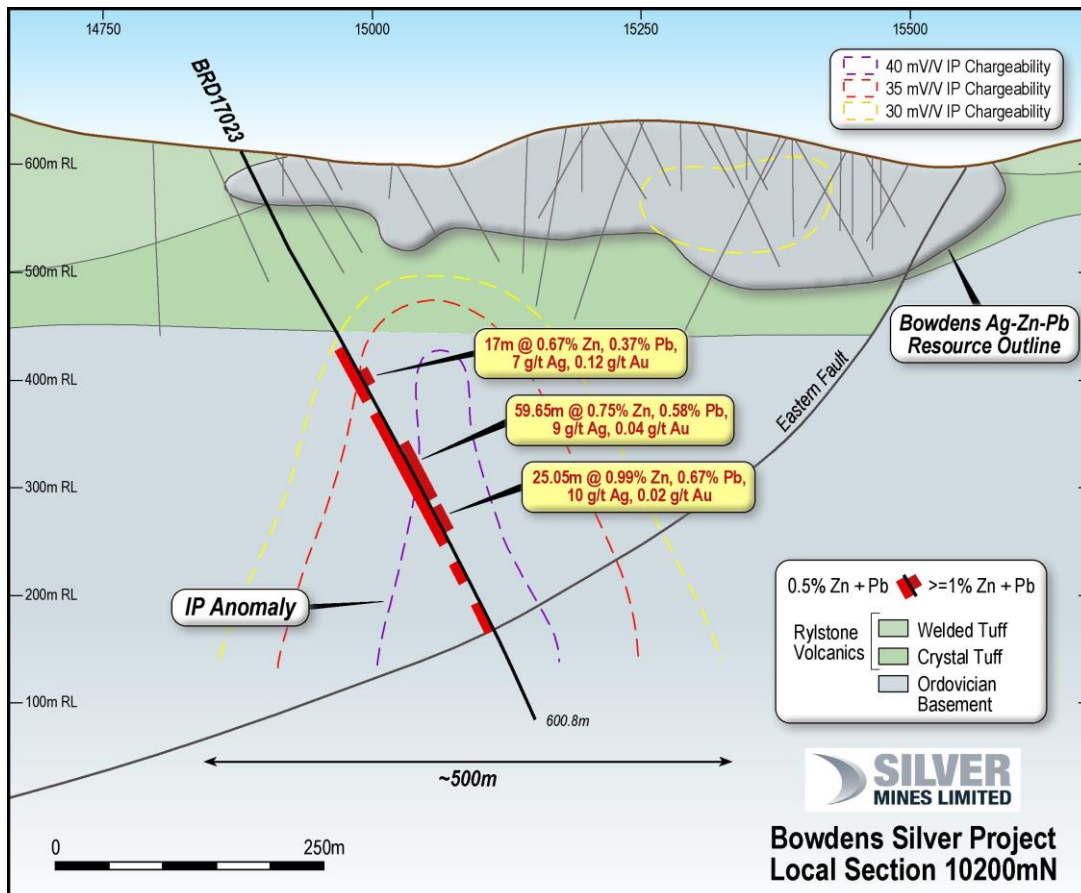 14750
15000
15250
15500
BRD17023
40 mV/V IP Chargeability
35 mV/V IP Chargeability
30 mV/V IP Chargeability
600m RL
500m RL
400m RL
300m RL
200m RL
100m RL
Bowdens Ag-Zn-Pb
Resource Outline
17m @ 0.67% Zn, 0.37% Pb,
7 g/t Ag, 0.12 g/t Au
59.65m @ 0.75% Zn, 0.58% Pb,
9 g/t Ag, 0.04 g/t Au
25.05m @ 0.99% Zn, 0.67% Pb,
10 g/t Ag, 0.02 g/t Au
Eastern Fault
IP Anomaly
600.8m
~500m
0.5% Zn + Pb >=1% Zn + Pb
Rylstone
Volcanics
Welded Tuff
Crystal Tuff
Ordovician
Basement
0 250m
SILVER
MINES LIMITED
Bowdens Silver Project
Local Section 10200mN